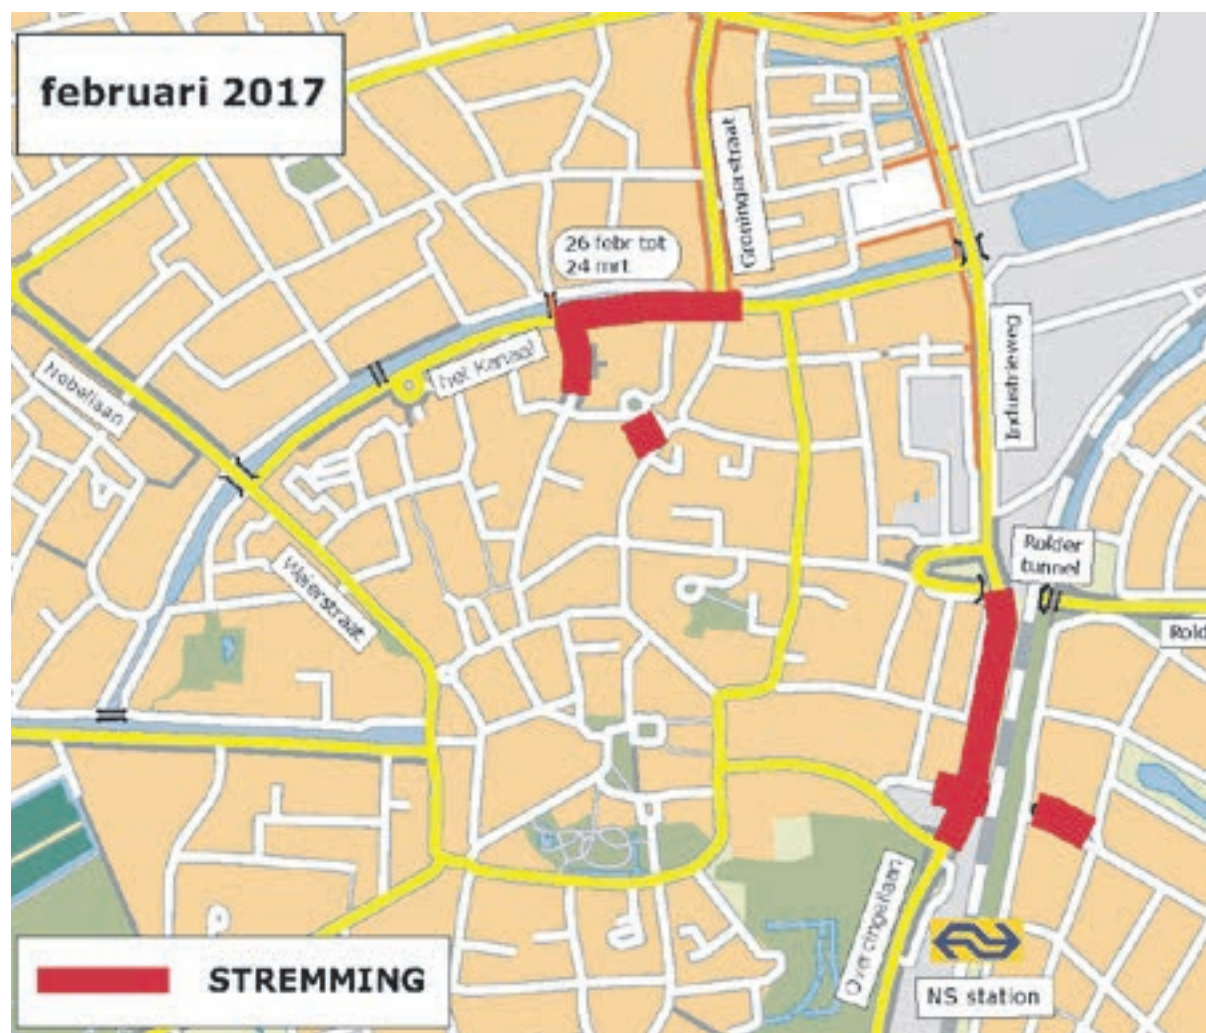 februari 2017
Groningerstraat
26 febr tot
24 mrt
Industrieweg
Nobellaan
het Kanaal
Rolder
tunnel
Weierstraat
Rold
Overcingellaan
NS station
STREMMING